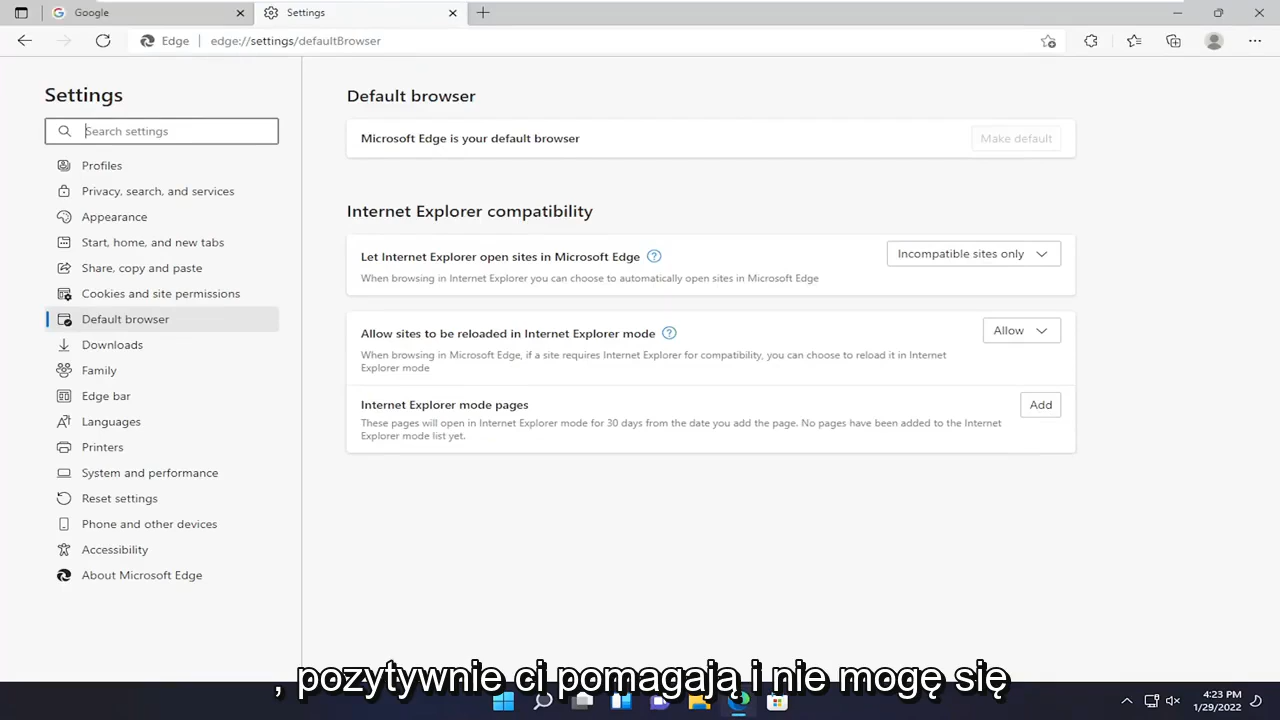 Google
Settings
Edge
edge://settings/defaultBrowser
Settings
Search settings
Profiles
Privacy, search, and services
Appearance
Start, home, and new tabs
Share, copy and paste
Cookies and site permissions
Default browser
Downloads
Family
Edge bar
Languages
Printers
System and performance
Reset settings
Phone and other devices
Accessibility
About Microsoft Edge
Default browser
Microsoft Edge is your default browser
Make default
Internet Explorer compatibility
Let Internet Explorer open sites in Microsoft Edge
Incompatible sites only
When browsing in Internet Explorer you can choose to automatically open sites in Microsoft Edge
Allow sites to be reloaded in Internet Explorer mode
Allow
When browsing in Microsoft Edge, if a site requires Internet Explorer for compatibility, you can choose to reload it in Internet
Explorer mode
Internet Explorer mode pages
Add
These pages will open in Internet Explorer mode for 30 days from the date you add the page. No pages have been added to the Internet
Explorer mode list yet.
, pozytywnie ci pomagają i nie mogę się
4:23 PM
1/29/2022